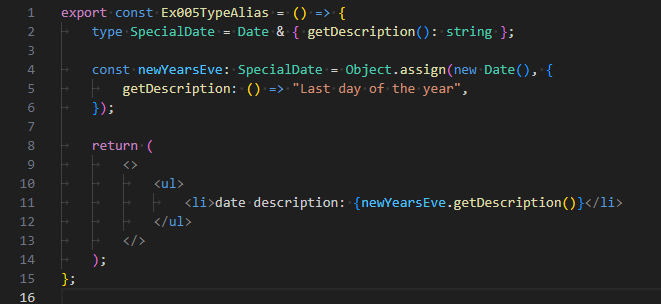 1 export const Ex005TypeAlias = () => {
2 type SpecialDate = Date & { getDescription(): string };
3
4 const newYearsEve: SpecialDate = Object.assign(new Date(), {
5 getDescription: () => "Last day of the year",
6 });
7
8 return (
9 <>
10 <ul>
11 <li>date description: {newYearsEve.getDescription()}</li>
12 </ul>
13 </>
14 );
15 };
16